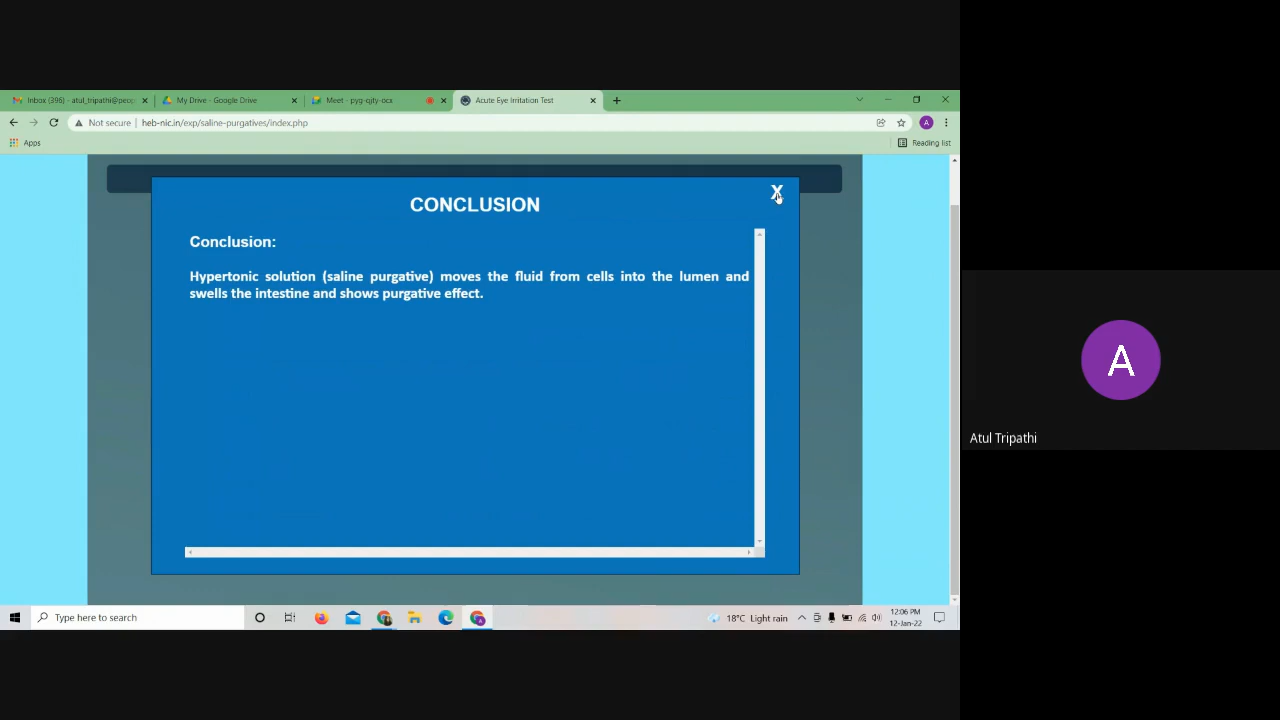 Inbox (396) - atul_tripathi@peop
My Drive - Google Drive
Meet - pyg-qjty-ocx
Acute Eye Irritation Test
Not secure | heb-nic.in/exp/saline-purgatives/index.php
A
Apps
Reading list
X
CONCLUSION
Conclusion:
Hypertonic solution (saline purgative) moves the fluid from cells into the lumen and
swells the intestine and shows purgative effect.
A
Atul Tripathi
Type here to search
18°C Light rain
12:06 PM
12-Jan-22